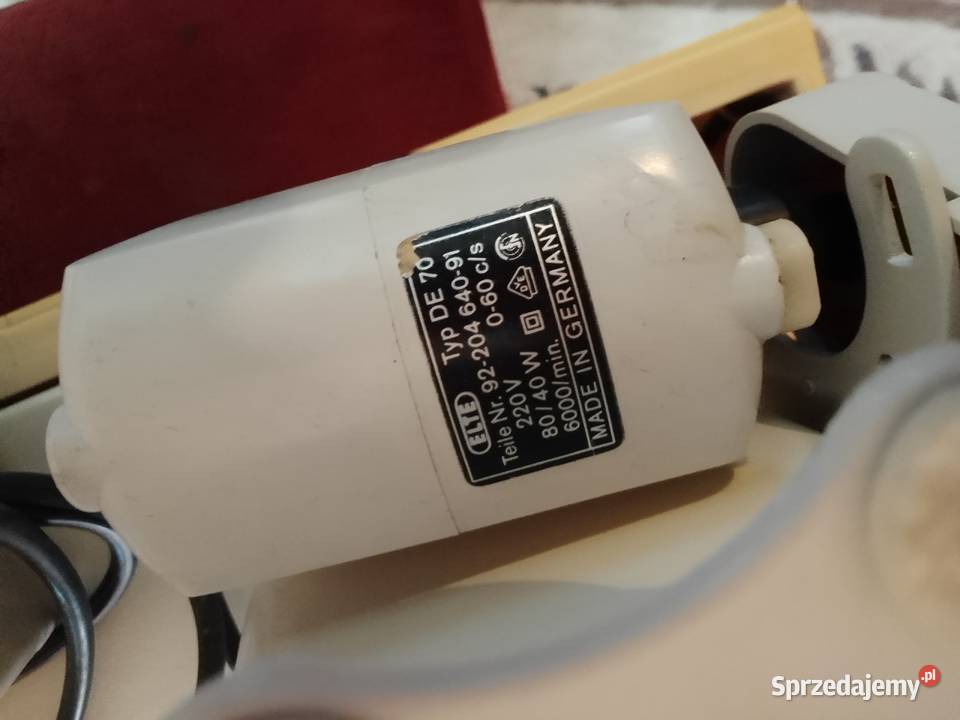 ELTE Typ DE 70
Teile Nr. 92-204 640-91
220V 0-60 c/s
80/40 W
6000/min.
MADE IN GERMANY
Sprzedajemy.pl